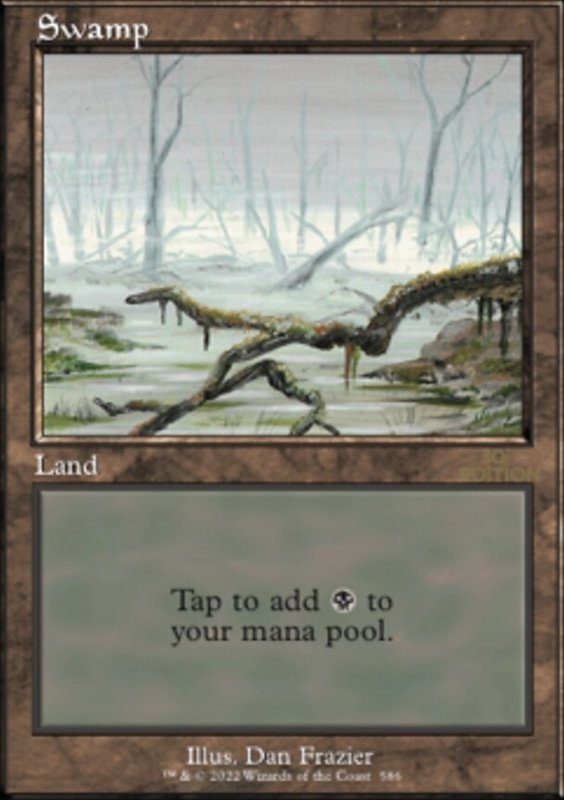 Swamp
Land
30th
EDITION
Tap to add to
your mana pool.
Illus. Dan Frazier
™ & © 2022 Wizards of the Coast 586